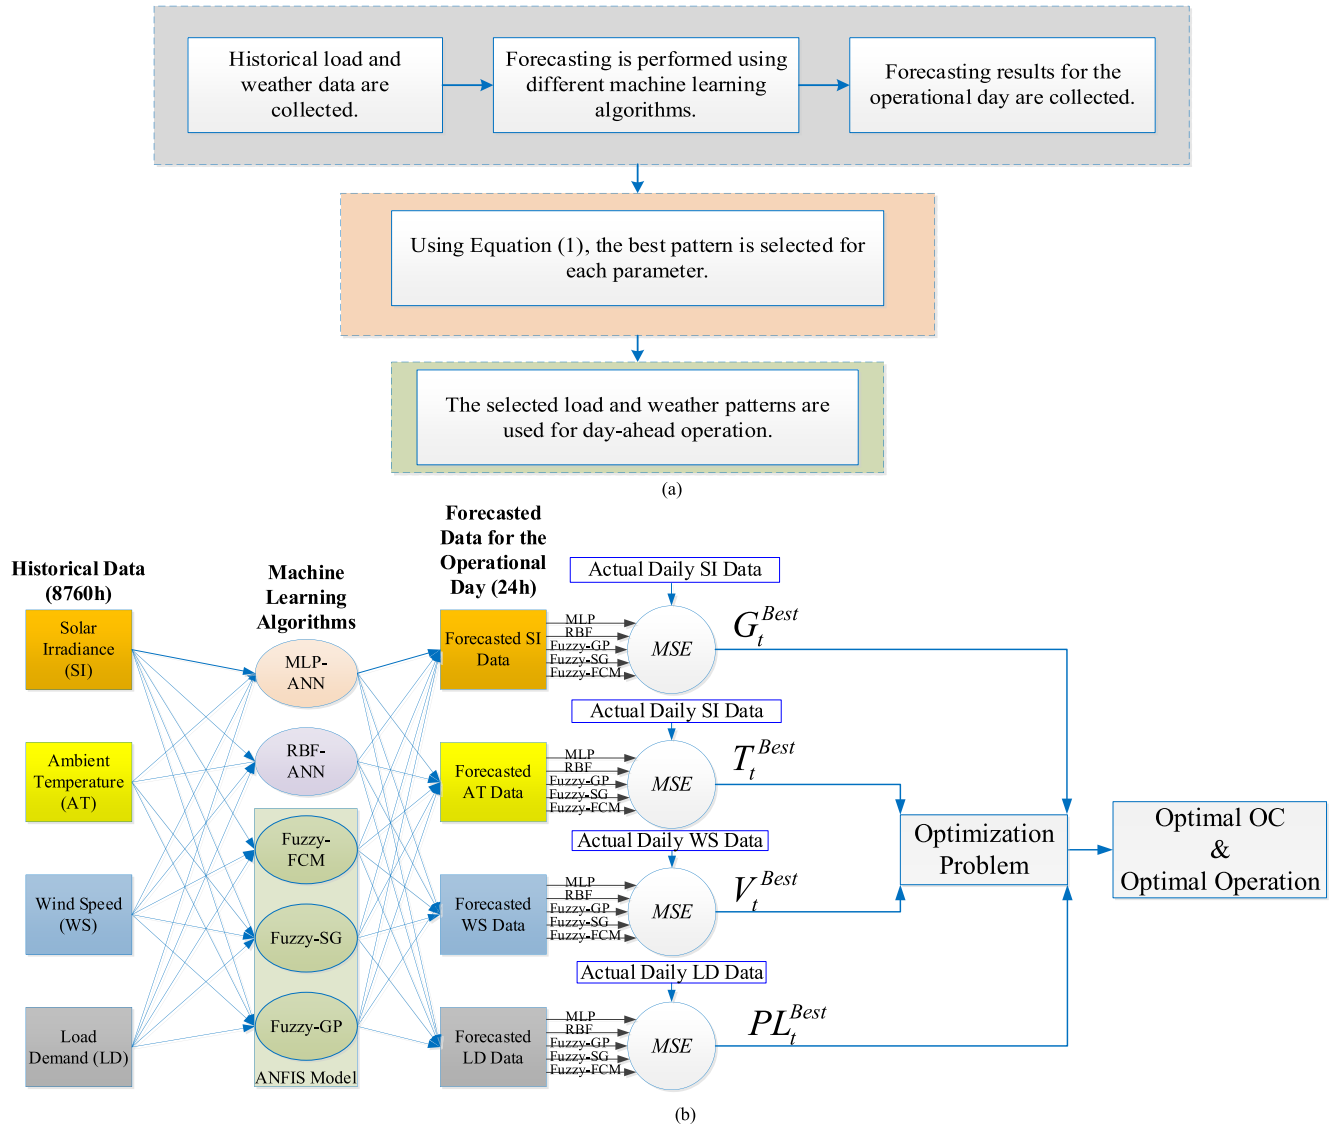 Historical load and
weather data are
collected.
Forecasting is performed using
different machine learning
algorithms.
Forecasting results for the
operational day are collected.
Using Equation (1), the best pattern is selected for
each parameter.
The selected load and weather patterns are
used for day-ahead operation.
(a)
Historical Data
(8760h)
Solar
Irradiance
(SI)
Ambient
Temperature
(AT)
Wind Speed
(WS)
Load
Demand (LD)
Machine
Learning
Algorithms
MLP-
ANN
RBF-
ANN
Fuzzy-
FCM
Fuzzy-SG
Fuzzy-GP
ANFIS Model
Forecasted
Data for the
Operational
Day (24h)
Forecasted SI
Data
Forecasted
AT Data
Forecasted
WS Data
Forecasted
LD Data
Actual Daily SI Data
MLP
RBF
Fuzzy-GP
Fuzzy-SG
Fuzzy-FCM
MSE
G_t^{Best}
Actual Daily SI Data
MLP
RBF
Fuzzy-GP
Fuzzy-SG
Fuzzy-FCM
MSE
T_t^{Best}
Actual Daily WS Data
MLP
RBF
Fuzzy-GP
Fuzzy-SG
Fuzzy-FCM
MSE
V_t^{Best}
Actual Daily LD Data
MLP
RBF
Fuzzy-GP
Fuzzy-SG
Fuzzy-FCM
MSE
PL_t^{Best}
Optimization
Problem
Optimal OC
&
Optimal Operation
(b)